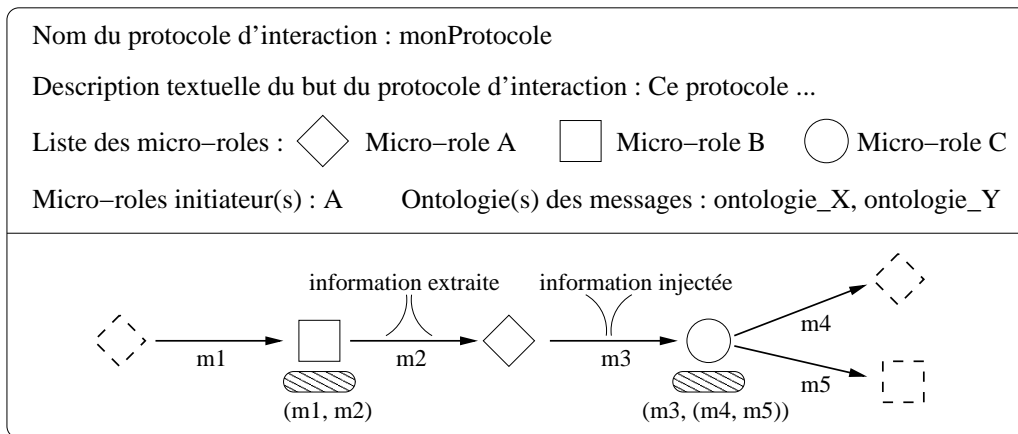 Nom du protocole d'interaction : monProtocole
Description textuelle du but du protocole d'interaction : Ce protocole ...
Liste des micro−roles : Micro−role A Micro−role B Micro−role C
Micro−roles initiateur(s) : A Ontologie(s) des messages : ontologie_X, ontologie_Y
information extraite information injectée
m1 m2 m3 m4 m5
(m1, m2) (m3, (m4, m5))